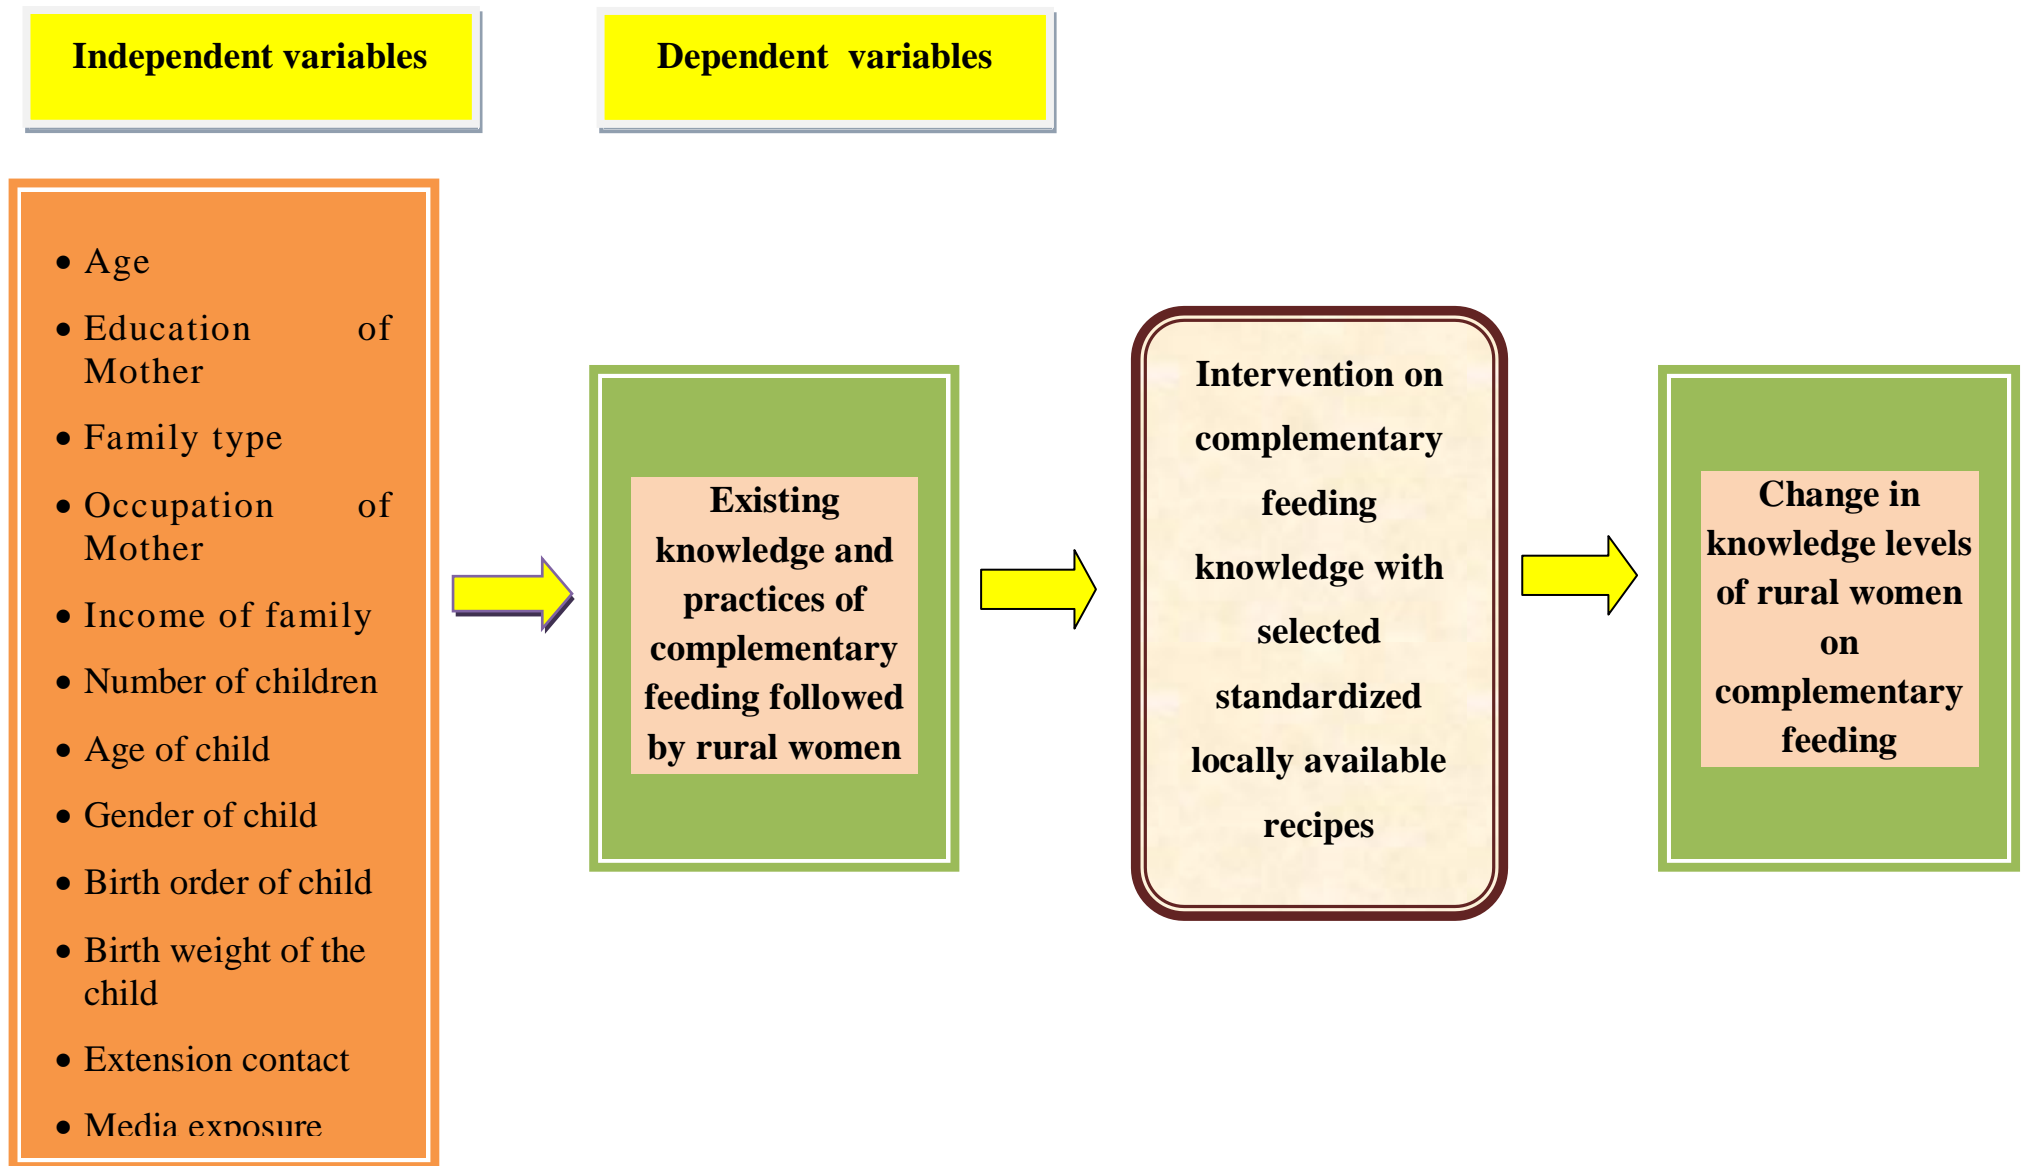 Independent variables
Dependent variables
• Age
• Education of
Mother
• Family type
• Occupation of
Mother
• Income of family
• Number of children
• Age of child
• Gender of child
• Birth order of child
• Birth weight of the
child
• Extension contact
• Media exposure
Existing
knowledge and
practices of
complementary
feeding followed
by rural women
Intervention on
complementary
feeding
knowledge with
selected
standardized
locally available
recipes
Change in
knowledge levels
of rural women
on
complementary
feeding